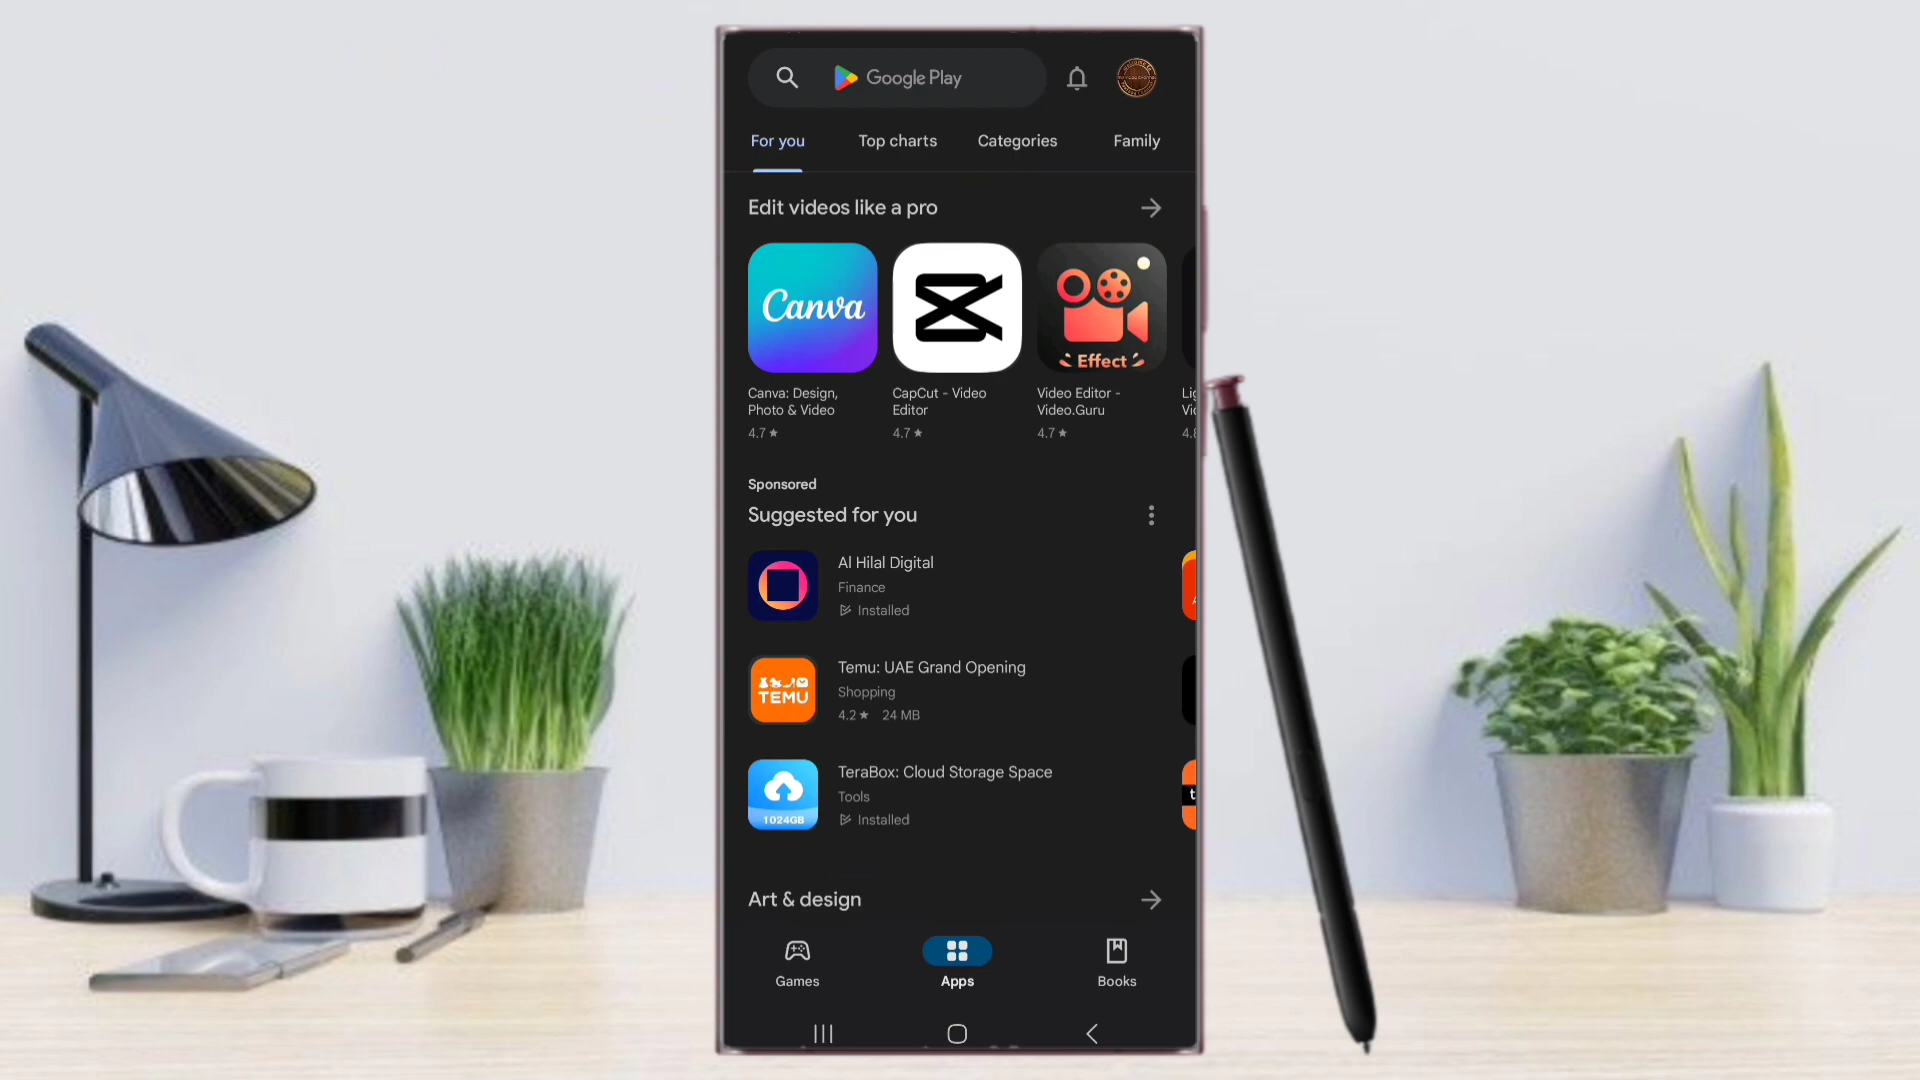 Google Play
For you
Top charts
Categories
Family
Edit videos like a pro
Canva
Effect
Canva: Design,
Photo & Video
4.7★
CapCut - Video
Editor
4.7★
Video Editor -
Video.Guru
4.7★
Sponsored
Suggested for you
Al Hilal Digital
Finance
Installed
TEMU
Temu: UAE Grand Opening
Shopping
4.2★ 24 MB
1024GB
TeraBox: Cloud Storage Space
Tools
Installed
Art & design
Games
Apps
Books